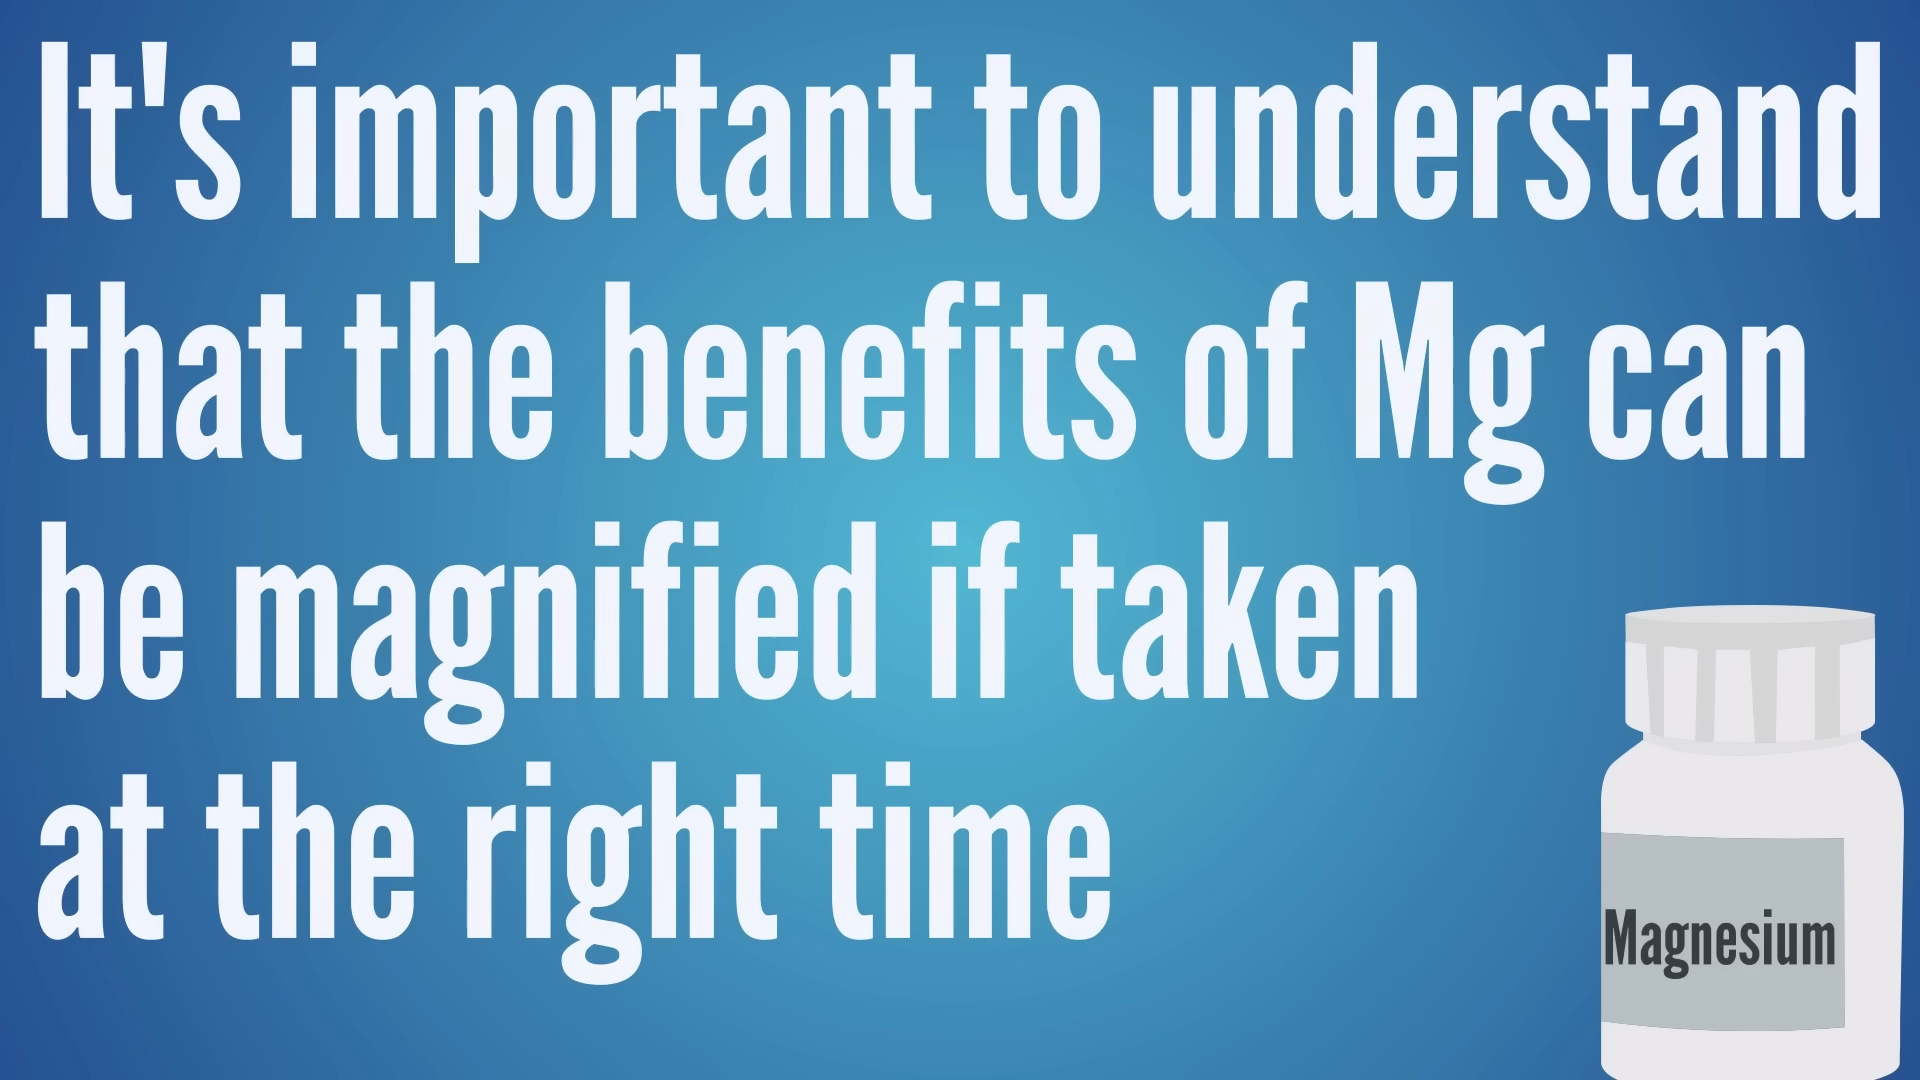 It's important to understand
that the benefits of Mg can
be magnified if taken
at the right time
Magnesium